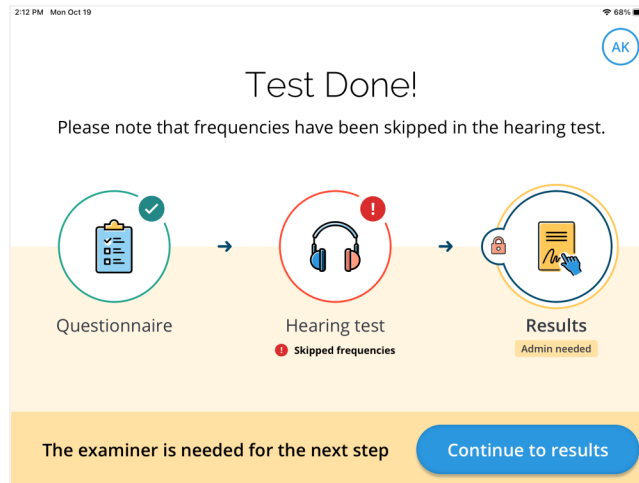 2:12 PM Mon Oct 19
68%
AK
Test Done!
Please note that frequencies have been skipped in the hearing test.
Questionnaire
Hearing test
! Skipped frequencies
Results
Admin needed
The examiner is needed for the next step
Continue to results